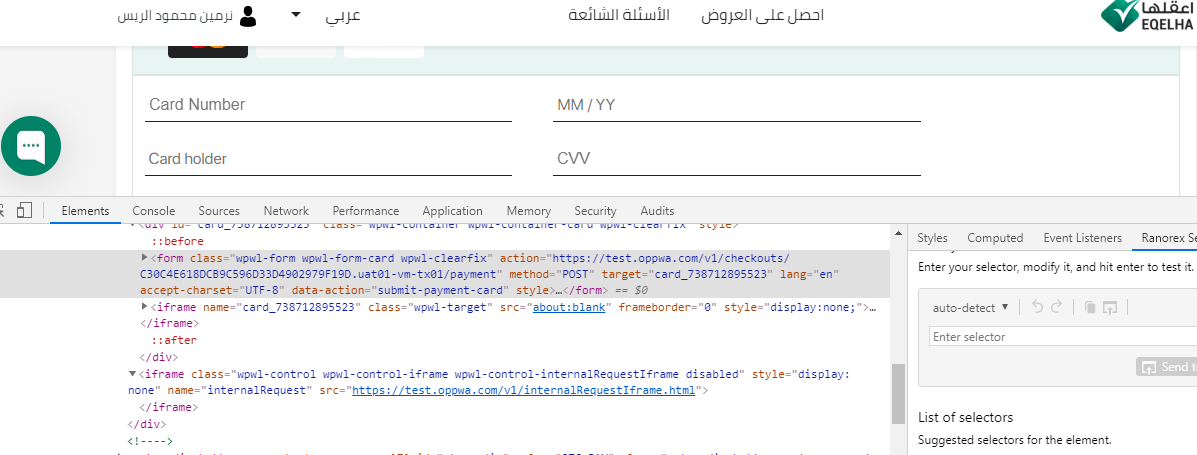 نرمين محمود الريس
عربي
الأسئلة الشائعة
احصل على العروض
اعقلها
EQELHA
Card Number
MM / YY
Card holder
CVV
Elements Console Sources Network Performance Application Memory Security Audits
<div id="card_738712895523" class="wpwl-container wpwl-container-card wpwl-clearfix" style>
::before
<form class="wpwl-form wpwl-form-card wpwl-clearfix" action="https://test.oppwa.com/v1/checkouts/
C30C4E618DCB9C596D33D4902979F19D.uat01-vm-tx01/payment" method="POST" target="card_738712895523" lang="en"
accept-charset="UTF-8" data-action="submit-payment-card" style>…</form> == $0
<iframe name="card_738712895523" class="wpwl-target" src="about:blank" frameborder="0" style="display:none;">…
</iframe>
::after
</div>
<iframe class="wpwl-control wpwl-control-iframe wpwl-control-internalRequestIframe disabled" style="display:
none" name="internalRequest" src="https://test.oppwa.com/v1/internalRequestIframe.html">
</iframe>
</div>
<!---->
Styles Computed Event Listeners Ranorex Se
Enter your selector, modify it, and hit enter to test it.
auto-detect
Enter selector
Send to
List of selectors
Suggested selectors for the element.